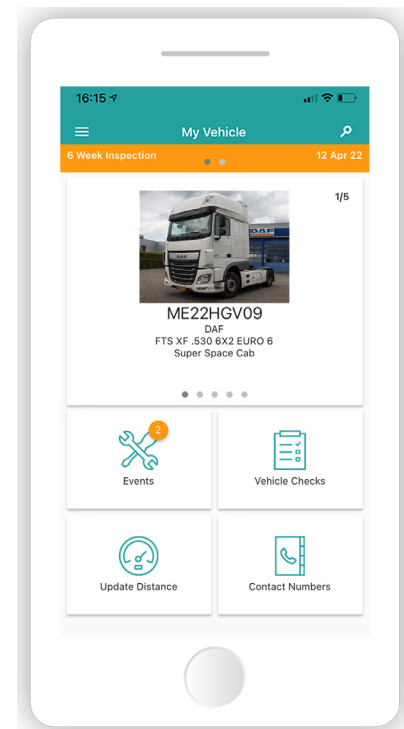 16:15
My Vehicle
6 Week Inspection 12 Apr 22
1/5
DAF
ME22HGV09
DAF
FTS XF .530 6X2 EURO 6
Super Space Cab
2
Events Vehicle Checks
Update Distance Contact Numbers